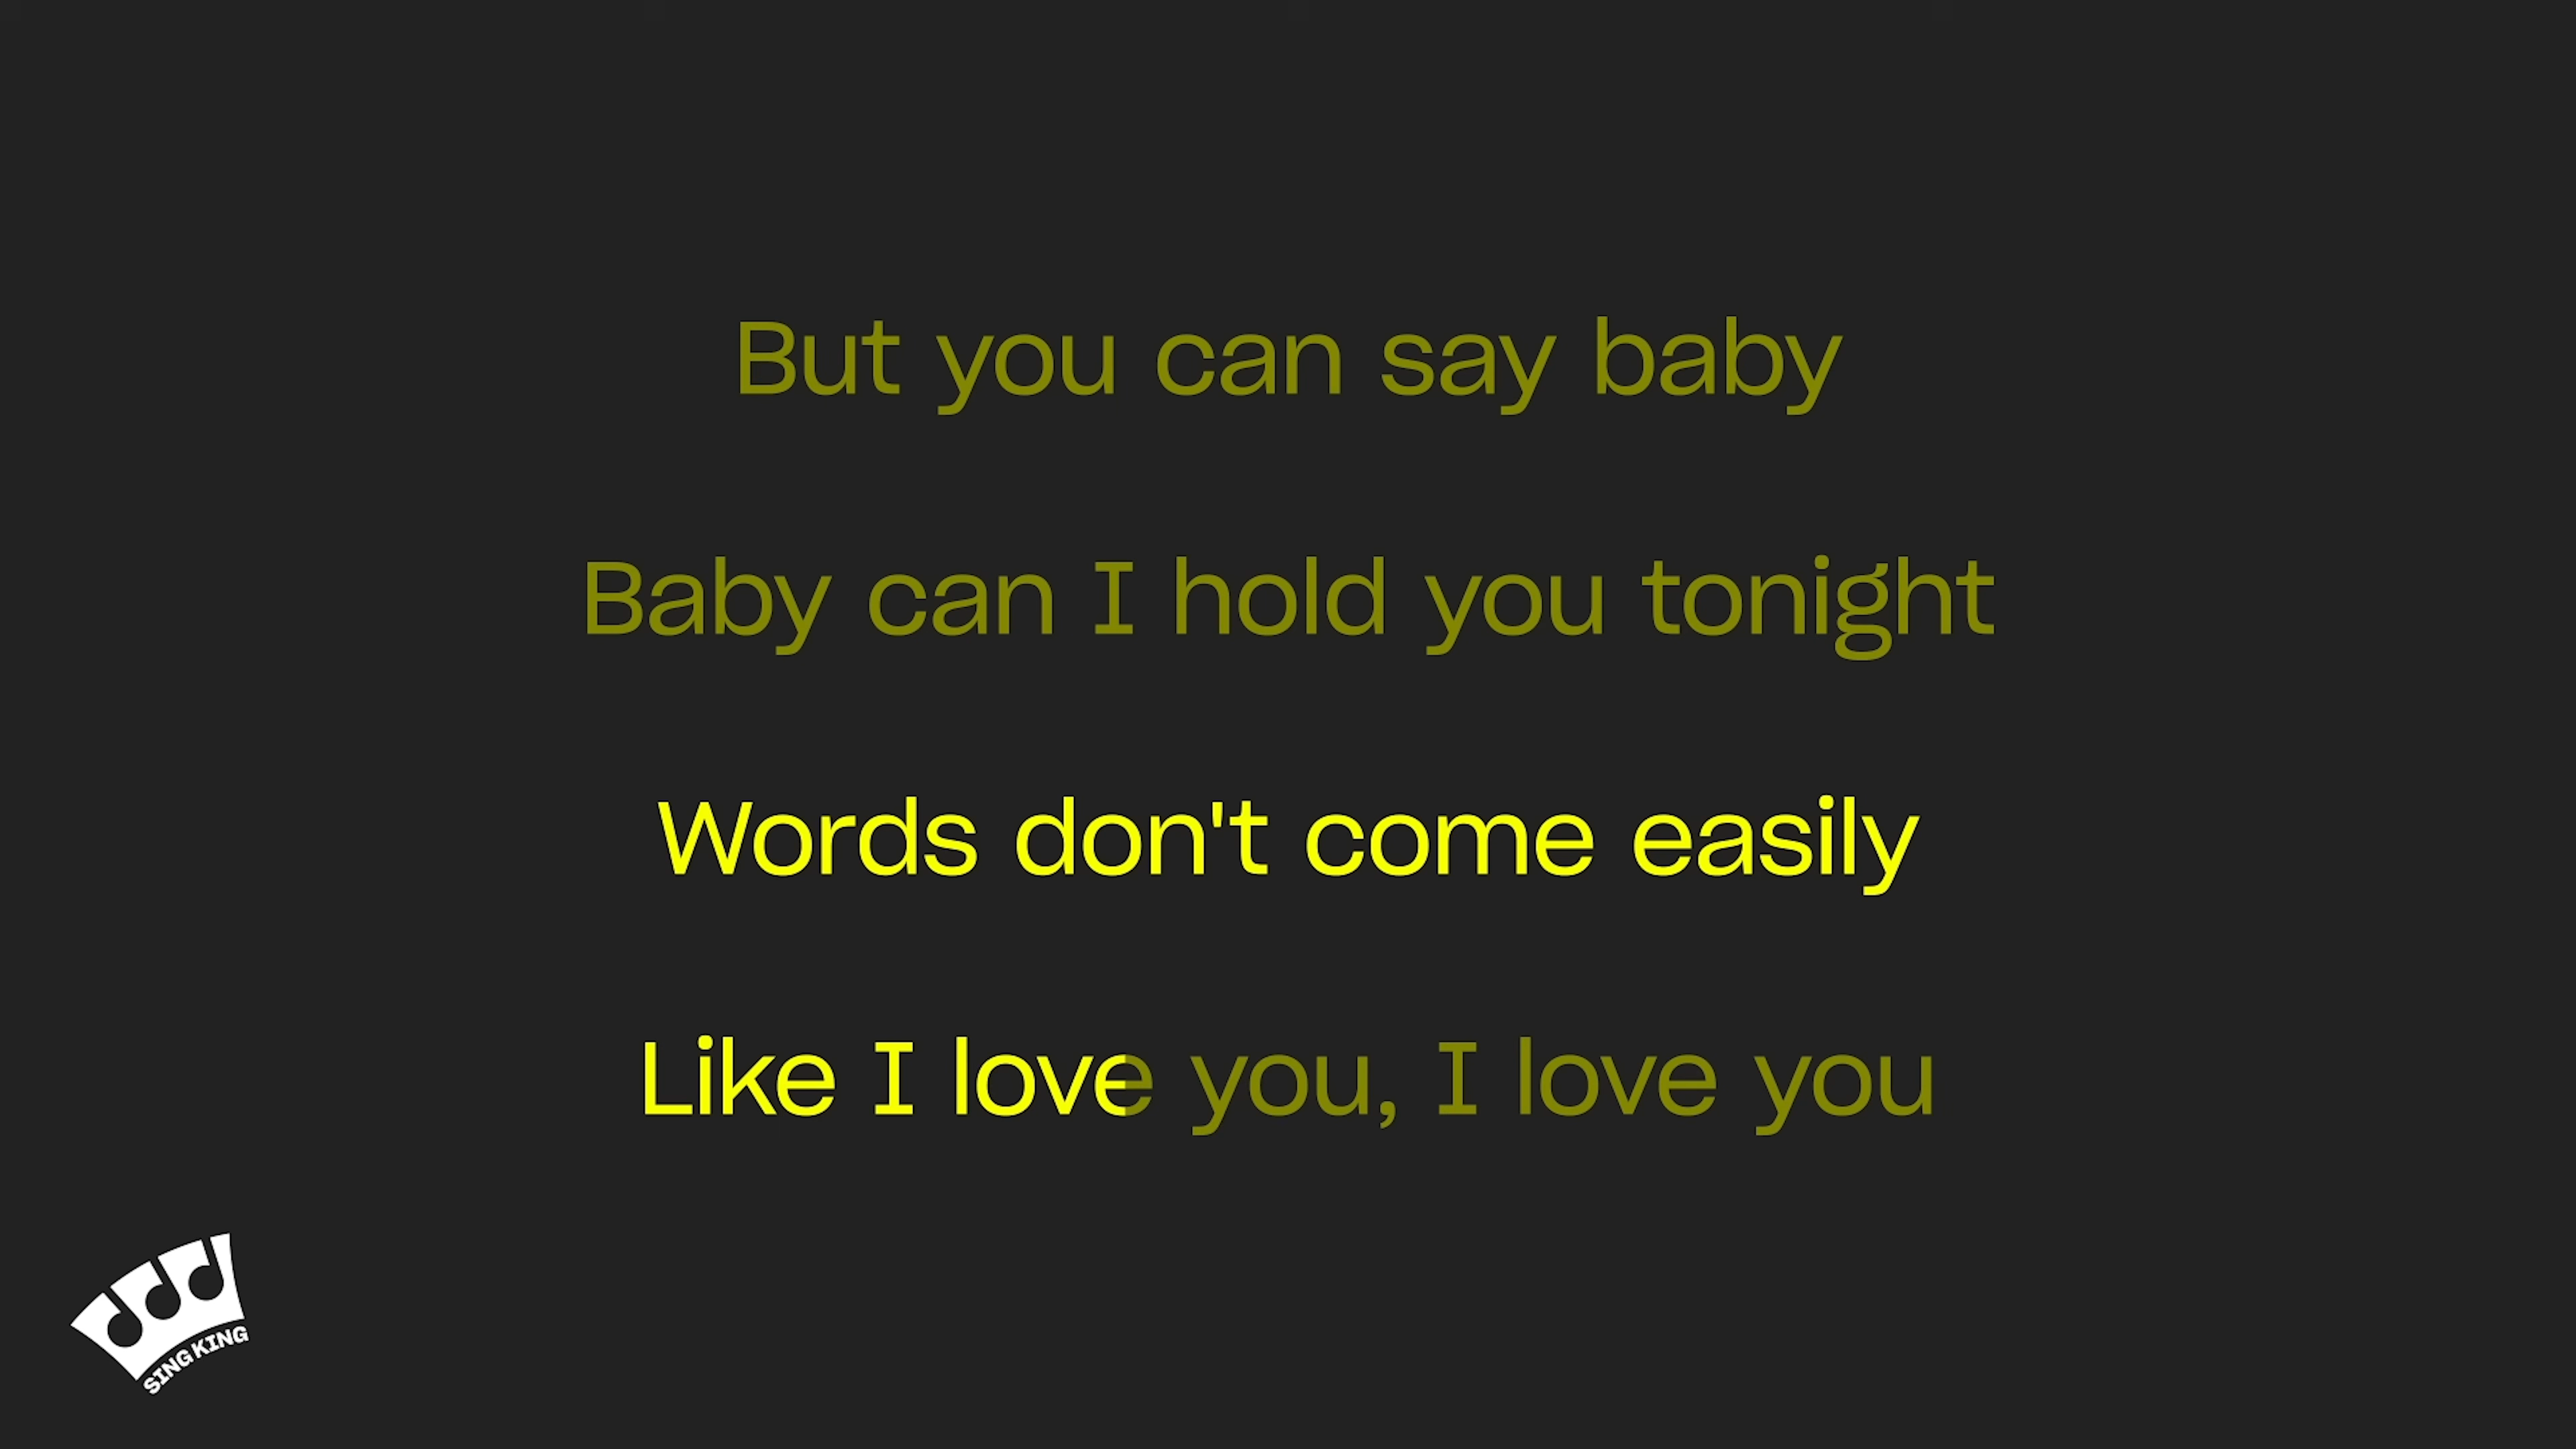 But you can say baby
Baby can I hold you tonight
Words don't come easily
Like I love you, I love you
SING KING